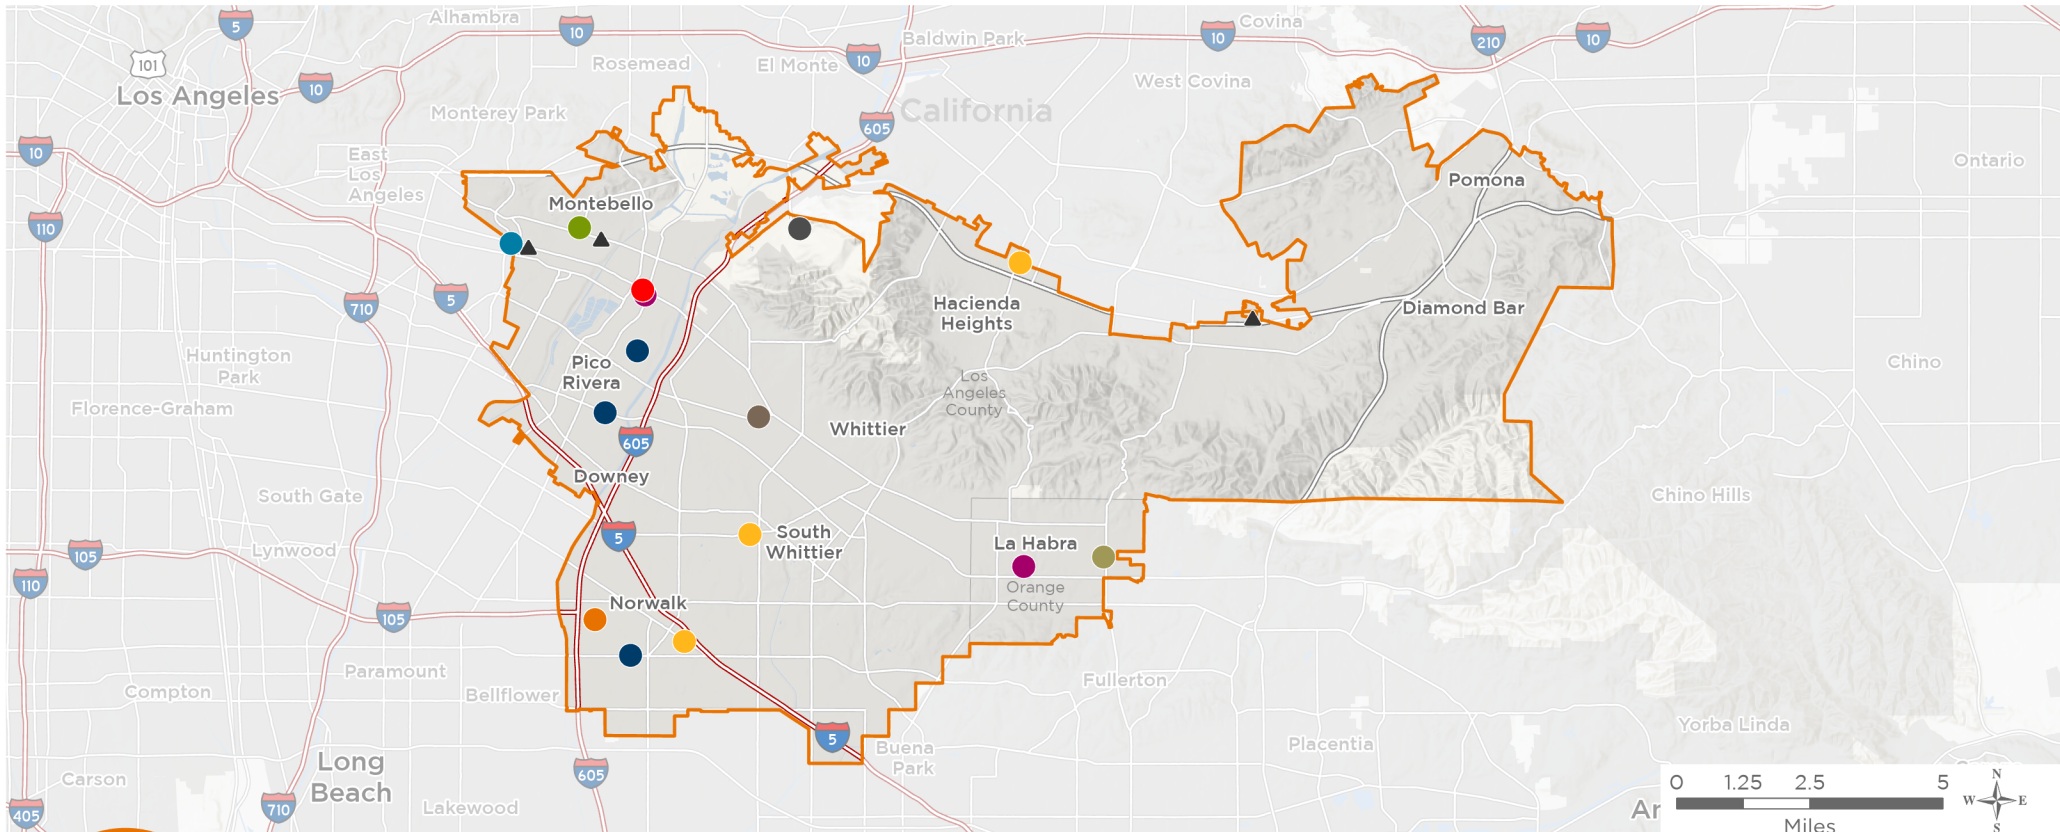 5
Alhambra
10
Covina
10
210
10
Baldwin Park
101
Rosemead
El Monte
10
10
West Covina
Los Angeles
California
Monterey Park
605
10
East
Los
Angeles
Ontario
Pomona
Montebello
110
5
710
Hacienda
Heights
Diamond Bar
Huntington
Park
Pico
Rivera
Chino
Los
Angeles
County
Florence-Graham
Whittier
605
Downey
South Gate
Chino Hills
5
South
Whittier
La Habra
105
Lynwood
110
Orange
County
Norwalk
105
Paramount
Compton
Bellflower
Fullerton
Yorba Linda
5
Buena
Park
Placentia
Long
Beach
605
Carson
710
Lakewood
405
0 1.25 2.5 5
Miles
N
W E
S